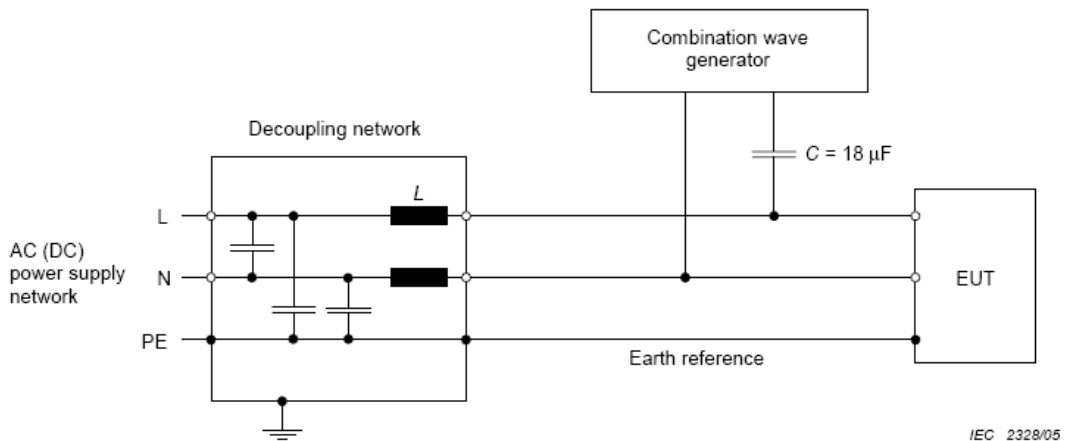 Combination wave
generator
Decoupling network
C = 18 μF
L
L
AC (DC)
power supply
network
N
EUT
PE
Earth reference
IEC 2328/05